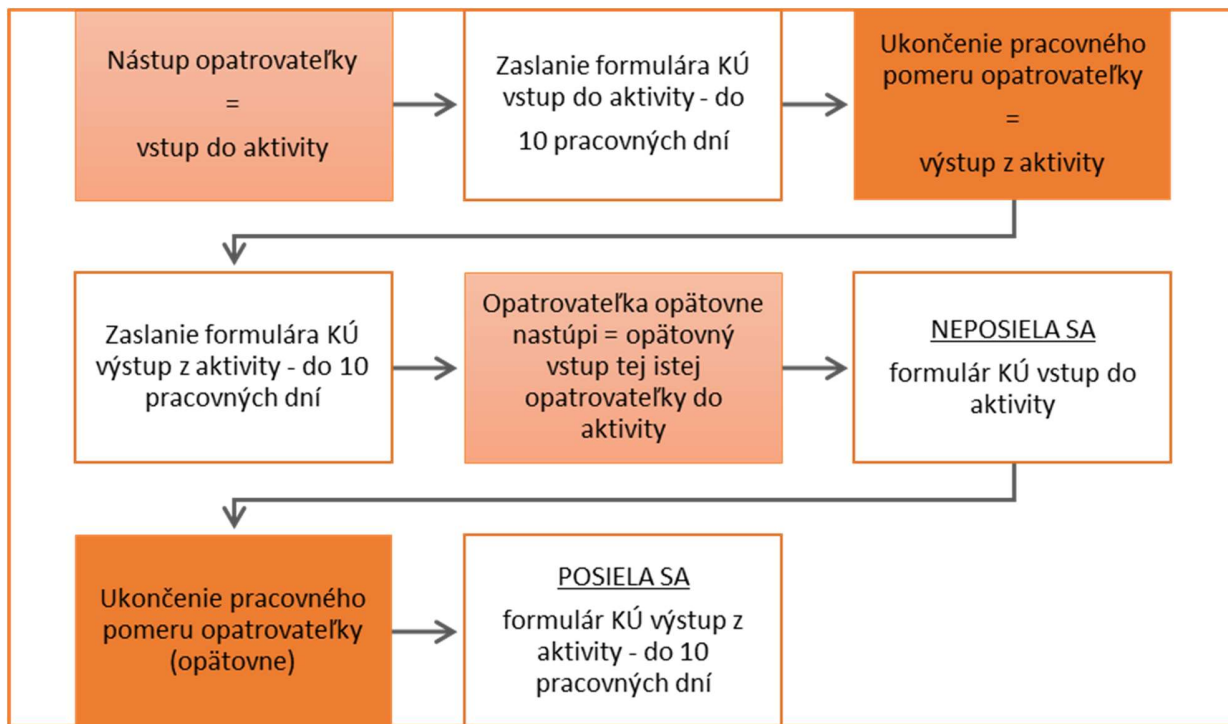 Nástup opatrovateľky
=
vstup do aktivity
Zaslanie formulára KÚ
vstup do aktivity - do
10 pracovných dní
Ukončenie pracovného
pomeru opatrovateľky
=
výstup z aktivity
Zaslanie formulára KÚ
výstup z aktivity - do 10
pracovných dní
Opatrovateľka opätovne
nastúpi = opätovný
vstup tej istej
opatrovateľky do
aktivity
NEPOSIELA SA
formulár KÚ vstup do
aktivity
Ukončenie pracovného
pomeru opatrovateľky
(opätovne)
POSIELA SA
formulár KÚ výstup z
aktivity - do 10
pracovných dní